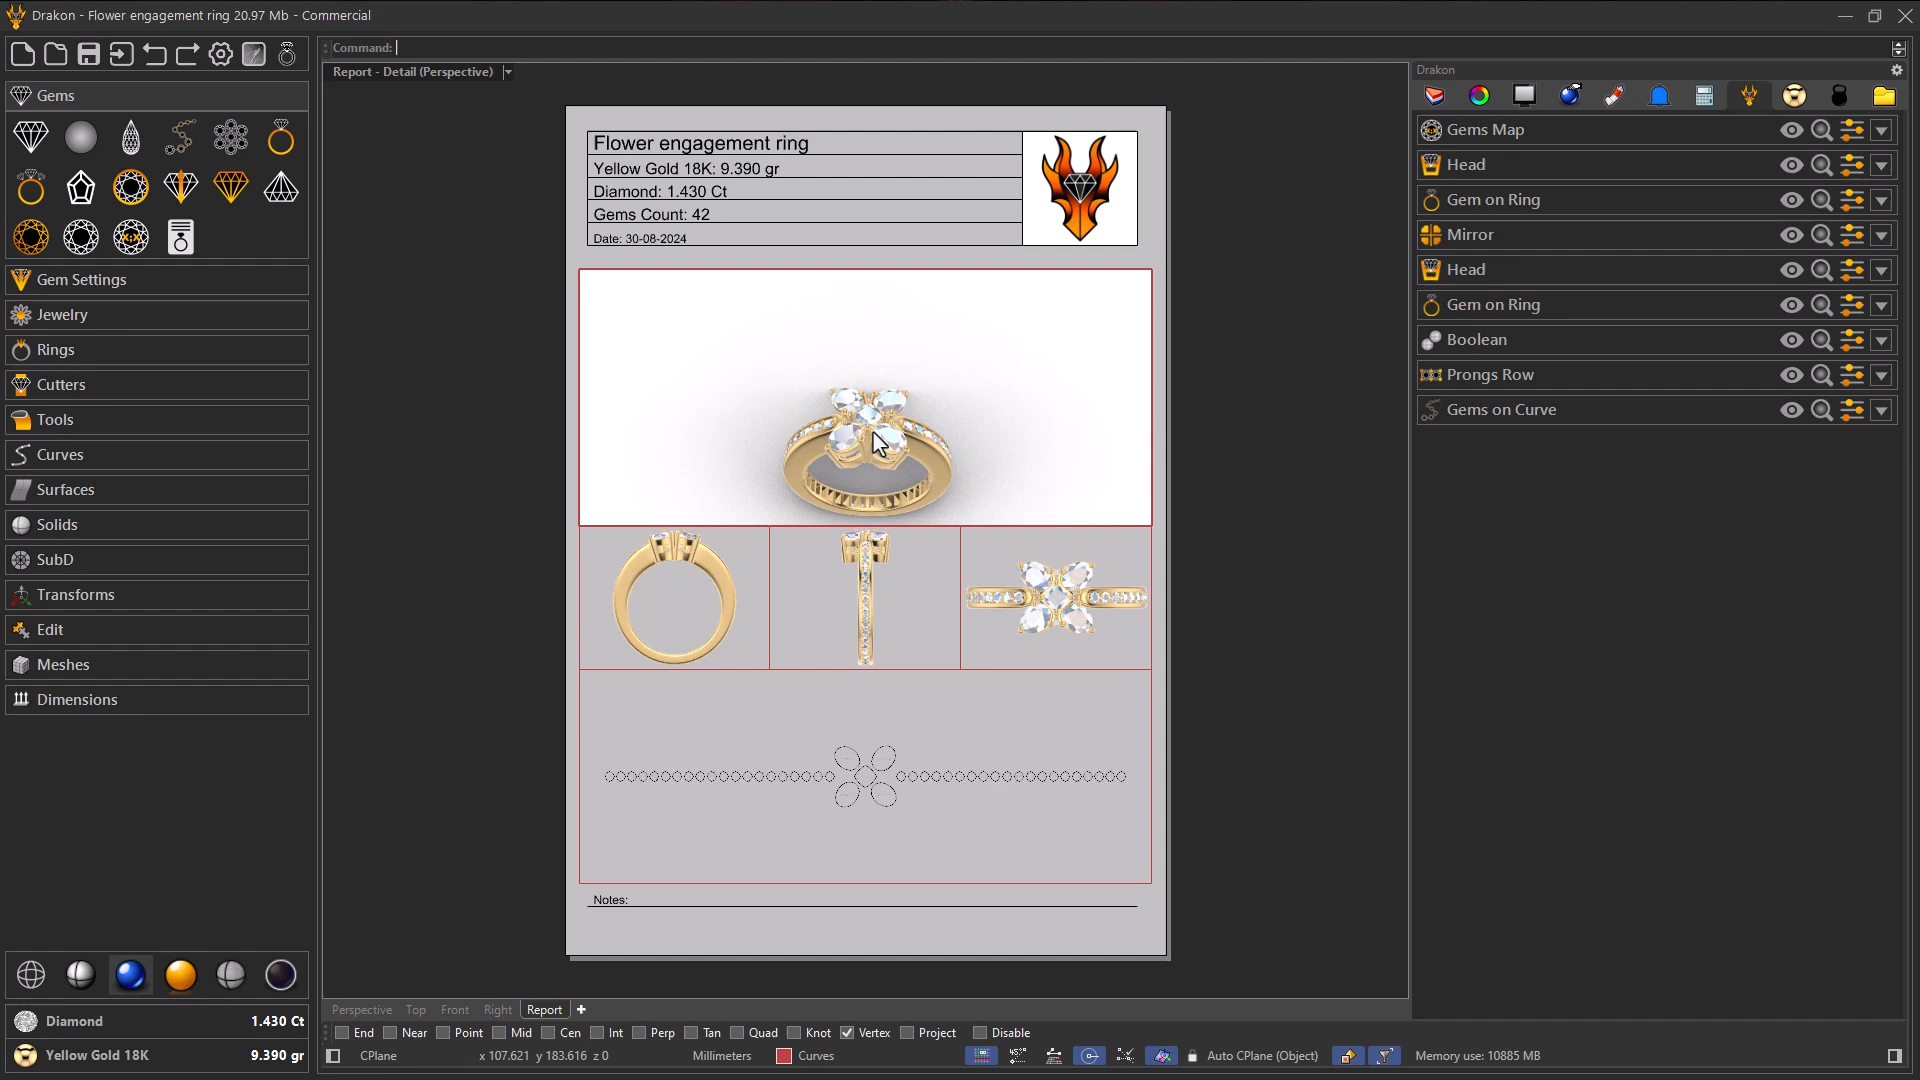 Drakon - Flower engagement ring 20.97 Mb - Commercial
Command:
Gems
Gem Settings
Jewelry
Rings
Cutters
Tools
Curves
Surfaces
Solids
SubD
Transforms
Edit
Meshes
Dimensions
Diamond 1.430 Ct
Yellow Gold 18K 9.390 gr
Report - Detail (Perspective)
Flower engagement ring
Yellow Gold 18K: 9.390 gr
Diamond: 1.430 Ct
Gems Count: 42
Date: 30-08-2024
Notes:
Perspective Top Front Right Report
End Near Point Mid Cen Int Perp Tan Quad Knot Vertex Project Disable
CPlane x 107.621 y 183.616 z 0 Millimeters Curves Auto CPlane (Object) Memory use: 10885 MB
Drakon
Gems Map
Head
Gem on Ring
Mirror
Head
Gem on Ring
Boolean
Prongs Row
Gems on Curve